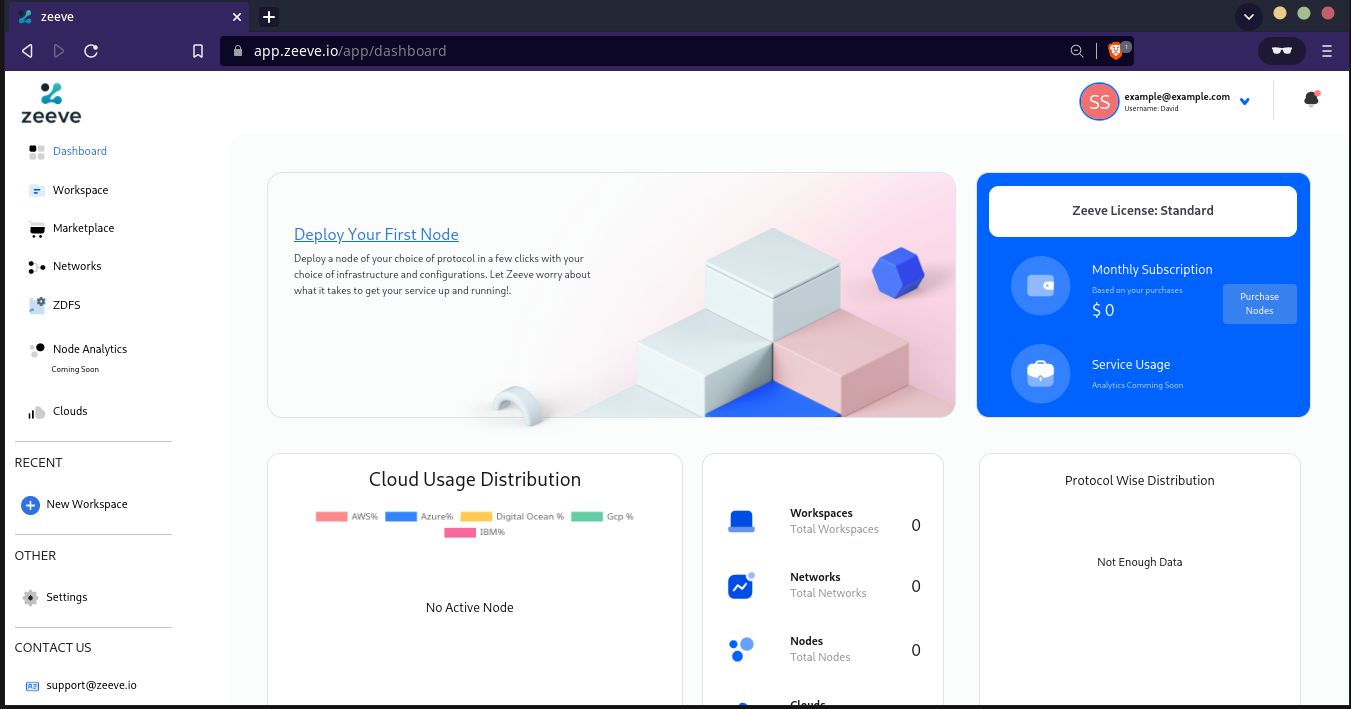 zeeve
app.zeeve.io/app/dashboard
1
zeeve
SS
example@example.com
Username: David
Dashboard
Workspace
Marketplace
Networks
ZDFS
Node Analytics
Coming Soon
Clouds
RECENT
New Workspace
OTHER
Settings
CONTACT US
support@zeeve.io
Deploy Your First Node
Deploy a node of your choice of protocol in a few clicks with your
choice of infrastructure and configurations. Let Zeeve worry about
what it takes to get your service up and running!.
Zeeve License: Standard
Monthly Subscription
Based on your purchases
$ 0
Purchase
Nodes
Service Usage
Analytics Comming Soon
Cloud Usage Distribution
AWS% Azure% Digital Ocean % Gcp %
IBM%
No Active Node
Workspaces
Total Workspaces
0
Networks
Total Networks
0
Nodes
Total Nodes
0
Clouds
Protocol Wise Distribution
Not Enough Data